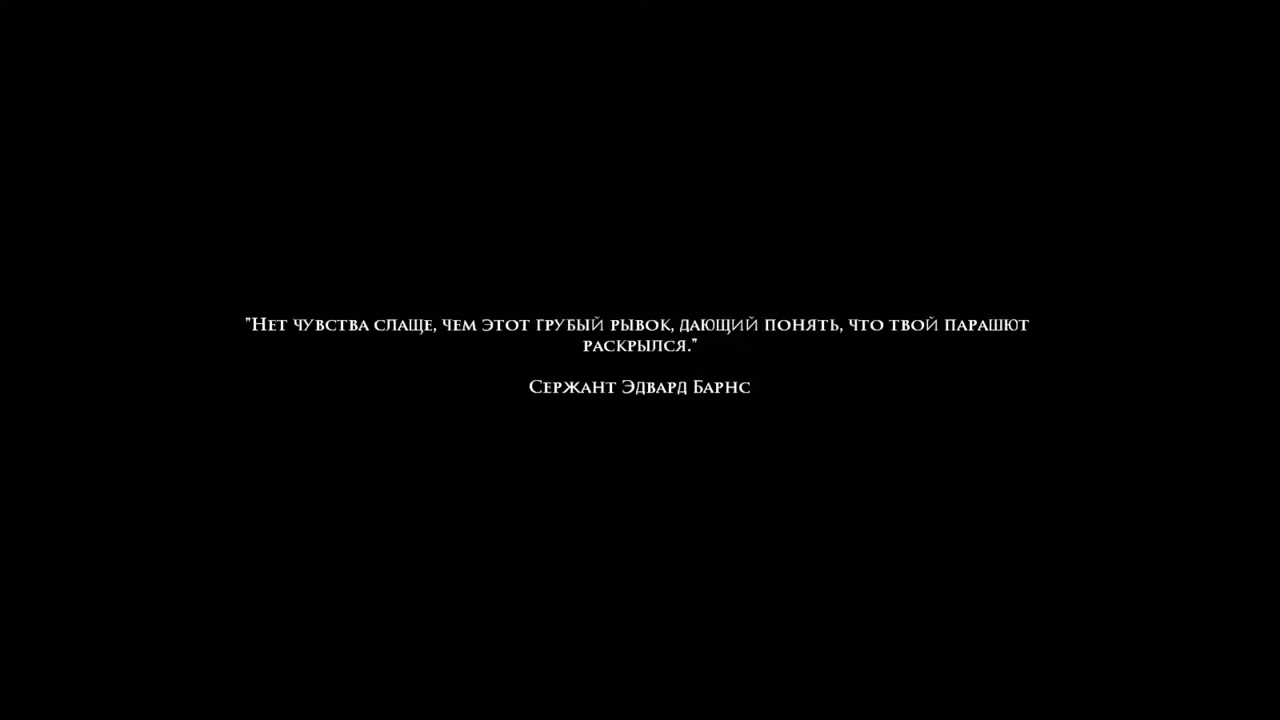 "Нет чувства слаще, чем этот грубый рывок, дающий понять, что твой парашют
раскрылся."
Сержант Эдвард Барнс